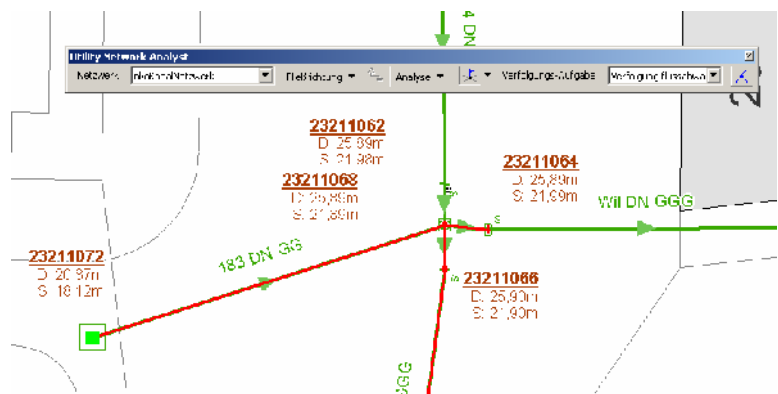 Utility Network Analyst
Netzwerk
Fließrichtung
Analyse
Verfolgungs-Aufgabe
4 DN
23211062
D: 25,89m
S: 21,98m
23211068
D: 25,89m
S: 21,89m
23211064
D: 25,89m
S: 21,99m
Will DN GGG
S
23211072
D: 20,87m
S: 18,12m
183 DN GG
23211066
D: 25,90m
S: 21,90m
S
GGG